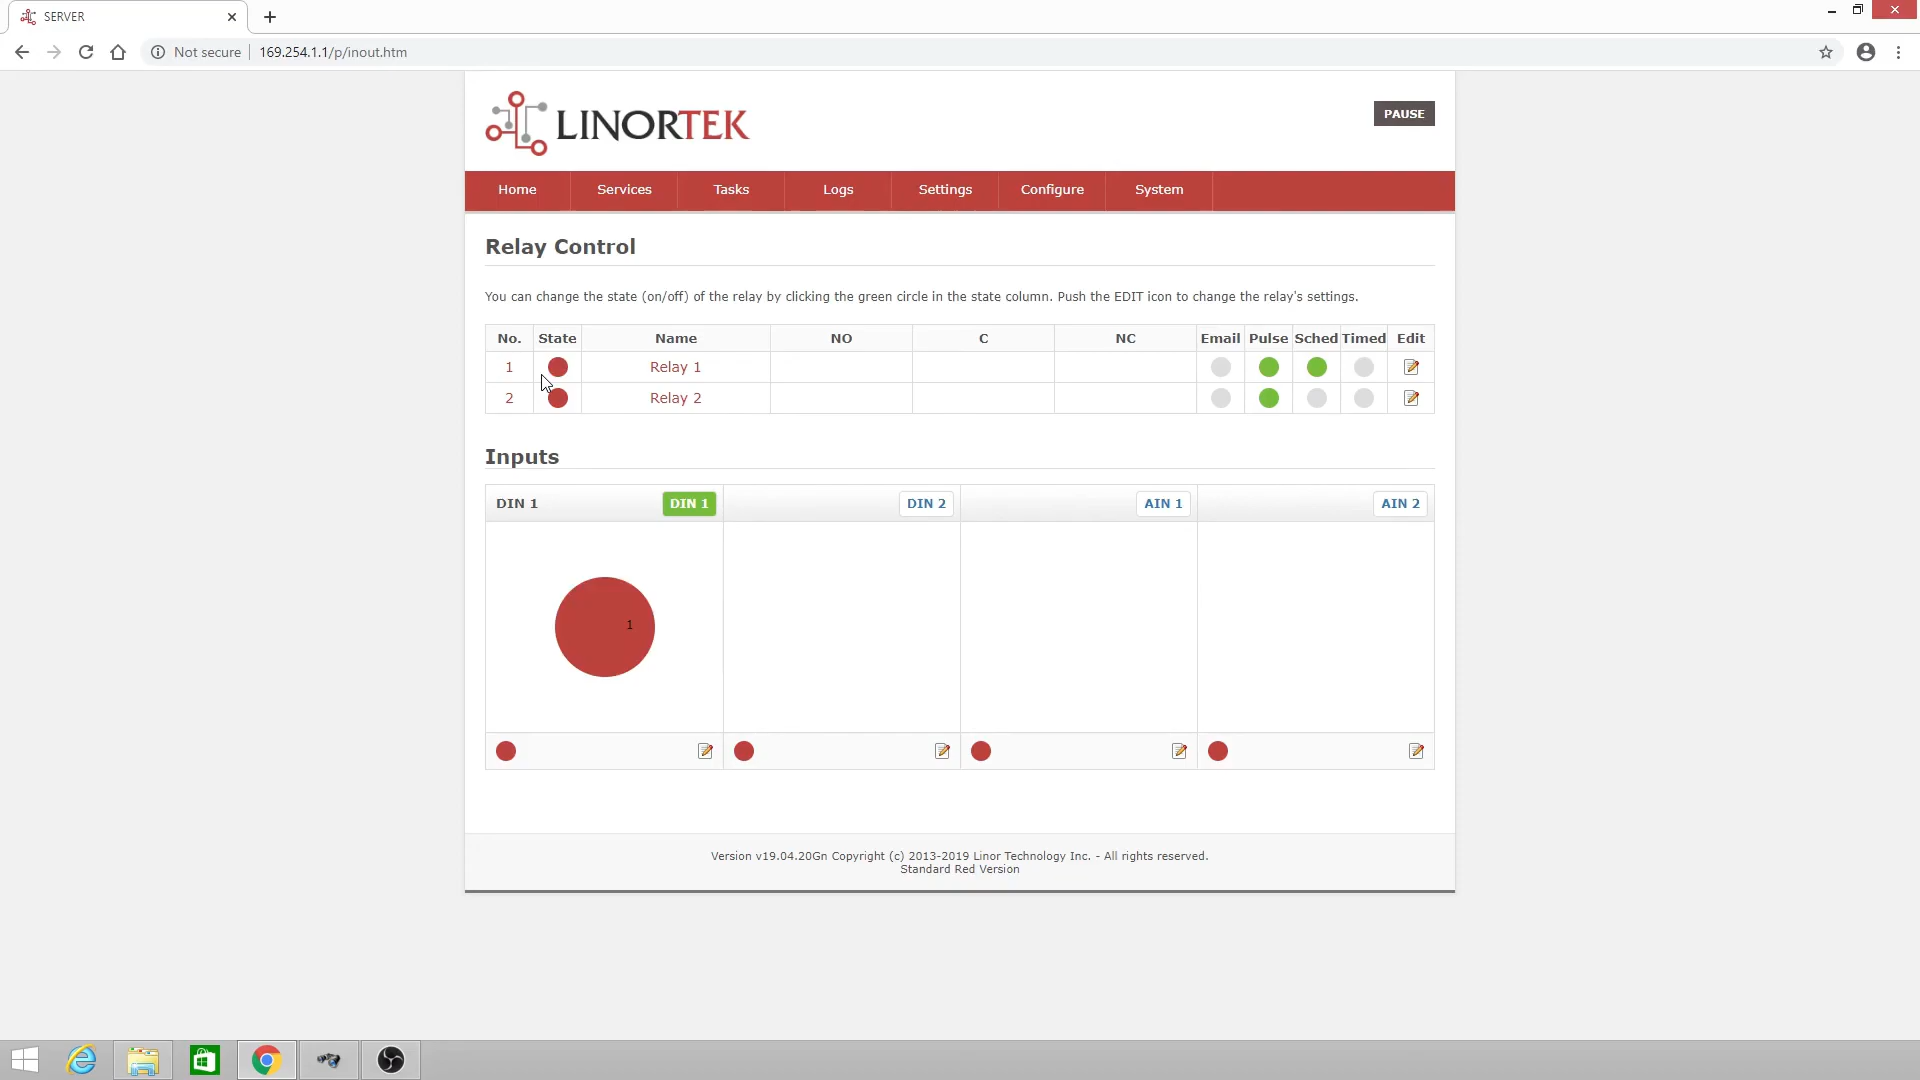 SERVER
Not secure
169.254.1.1/p/inout.htm
LINORTEK
PAUSE
Home Services Tasks Logs Settings Configure System
Relay Control
You can change the state (on/off) of the relay by clicking the green circle in the state column. Push the EDIT icon to change the relay's settings.
No. State Name NO C NC Email Pulse Sched Timed Edit
1 Relay 1
2 Relay 2
Inputs
DIN 1 DIN 1 DIN 2 AIN 1 AIN 2
1
Version v19.04.20Gn Copyright (c) 2013-2019 Linor Technology Inc. - All rights reserved.
Standard Red Version